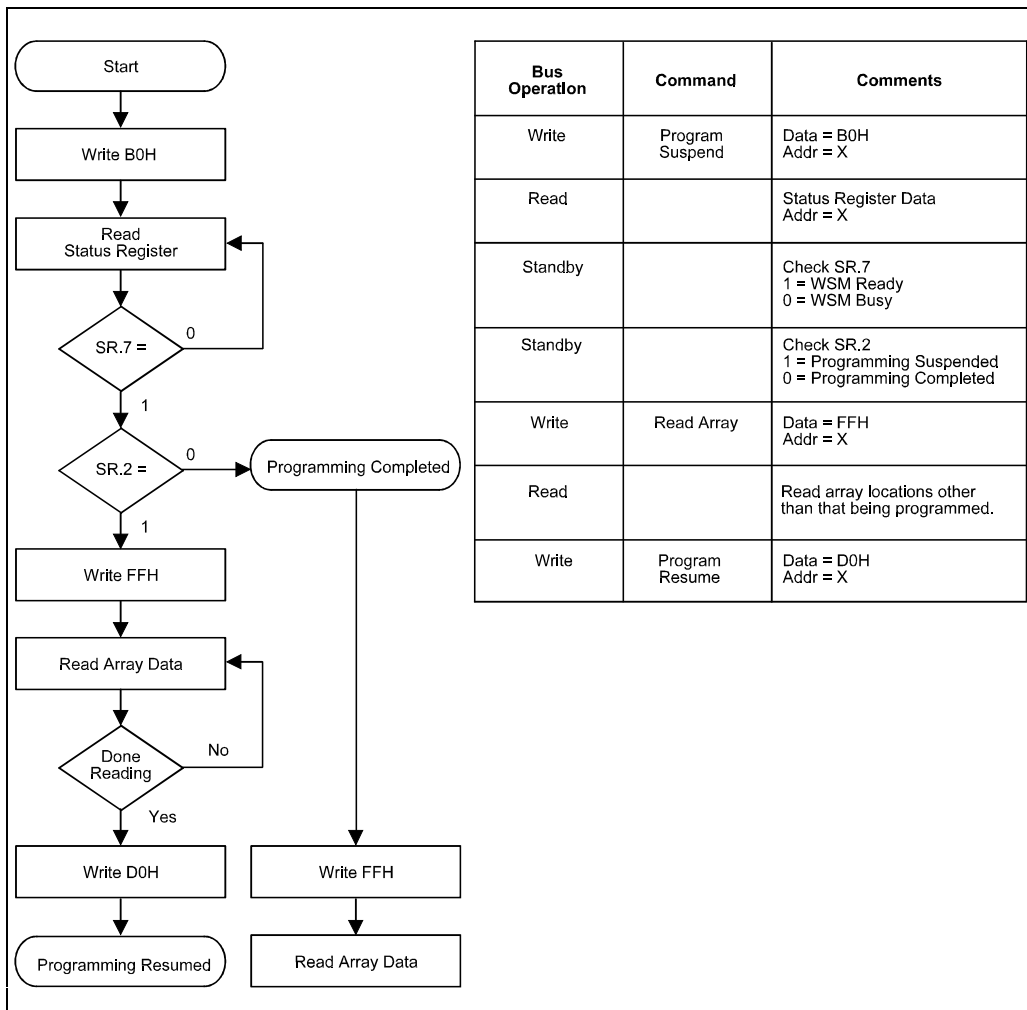 Start
Write B0H
Read
Status Register
0
SR.7 =
1
0
SR.2 =
Programming Completed
1
Write FFH
Read Array Data
No
Done
Reading
Yes
Write D0H
Write FFH
Programming Resumed
Read Array Data
Bus
Operation
Command
Comments
Write
Program
Suspend
Data = B0H
Addr = X
Read
Status Register Data
Addr = X
Standby
Check SR.7
1 = WSM Ready
0 = WSM Busy
Standby
Check SR.2
1 = Programming Suspended
0 = Programming Completed
Write
Read Array
Data = FFH
Addr = X
Read
Read array locations other
than that being programmed.
Write
Program
Resume
Data = D0H
Addr = X